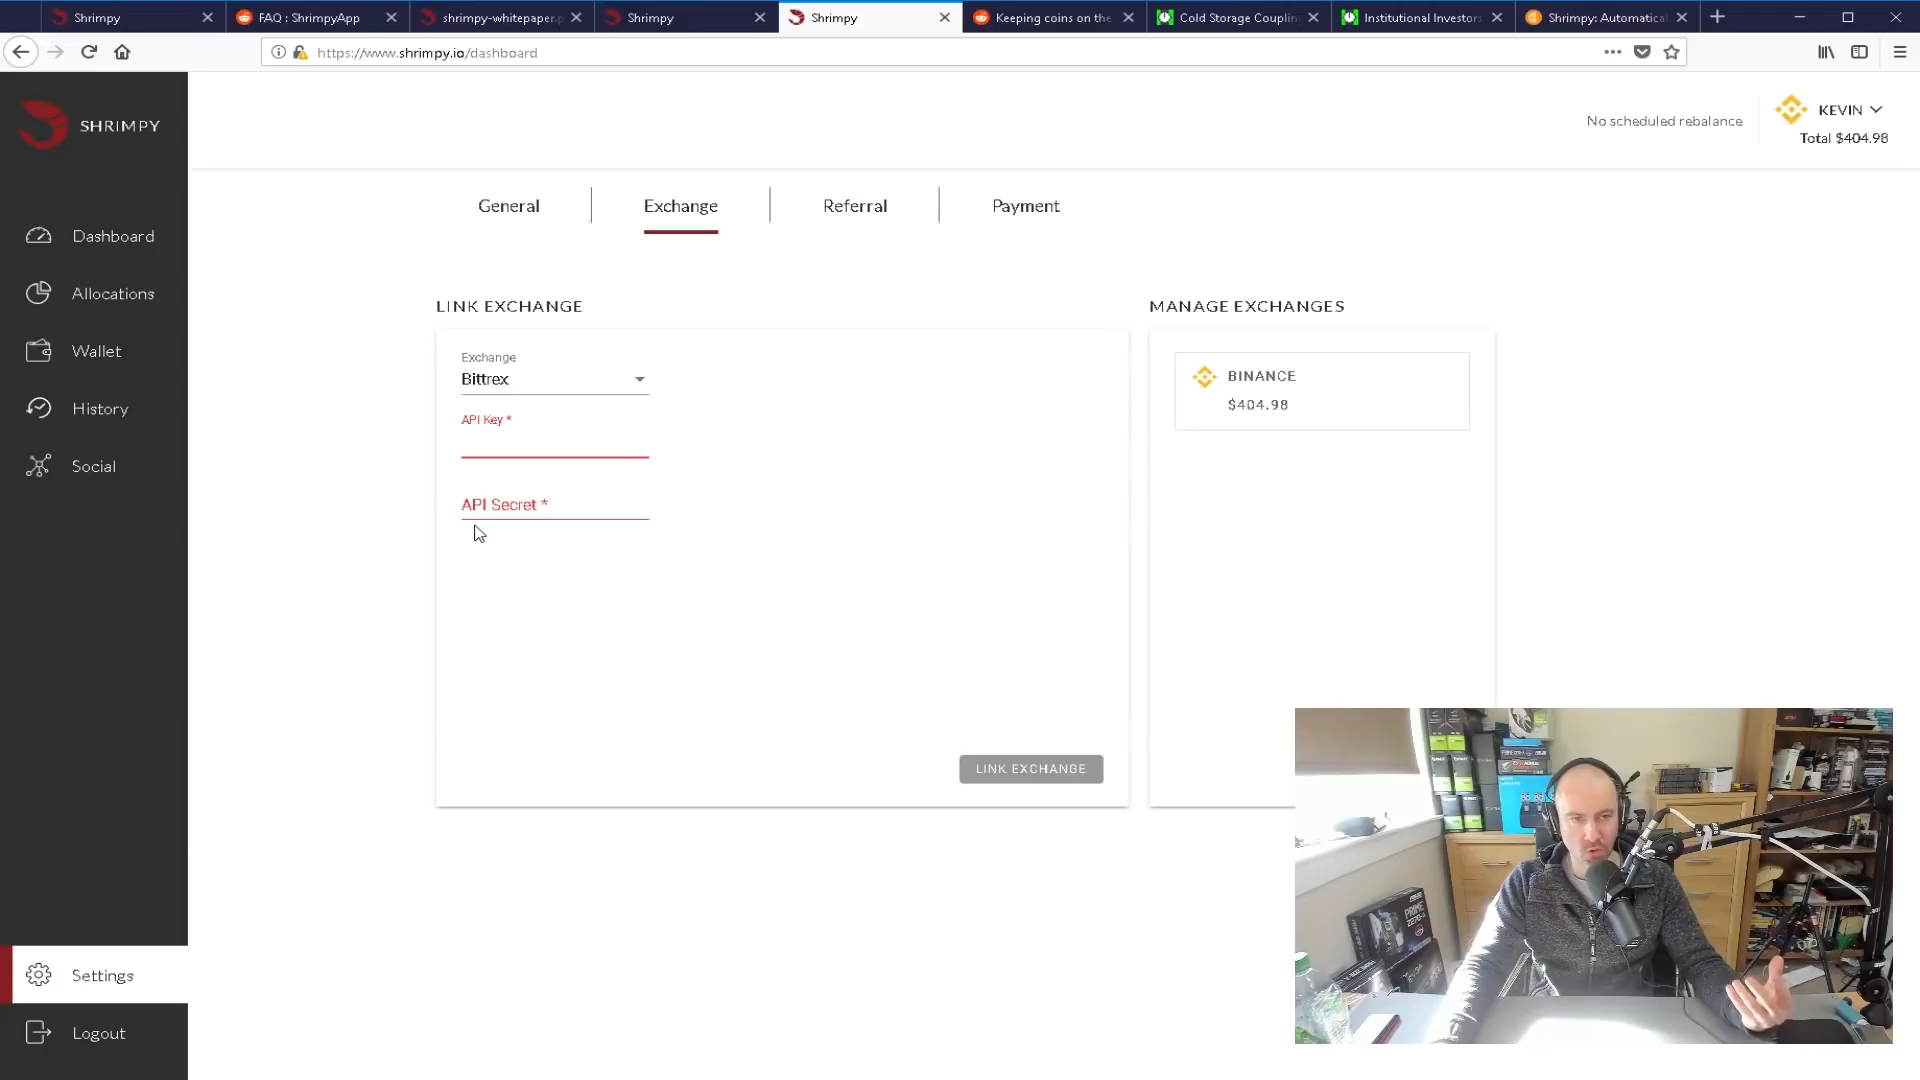 Shrimpy
FAQ : ShrimpyApp
shrimpy-whitepaper.p
Shrimpy
Shrimpy
Keeping coins on the
Cold Storage Couplin
Institutional Investors
Shrimpy: Automatica
https://www.shrimpy.io/dashboard
SHRIMPY
No scheduled rebalance
KEVIN
Total $404.98
General
Exchange
Referral
Payment
Dashboard
Allocations
Wallet
History
Social
LINK EXCHANGE
MANAGE EXCHANGES
Exchange
Bittrex
API Key *
API Secret *
LINK EXCHANGE
BINANCE
$404.98
Settings
Logout
PRIME